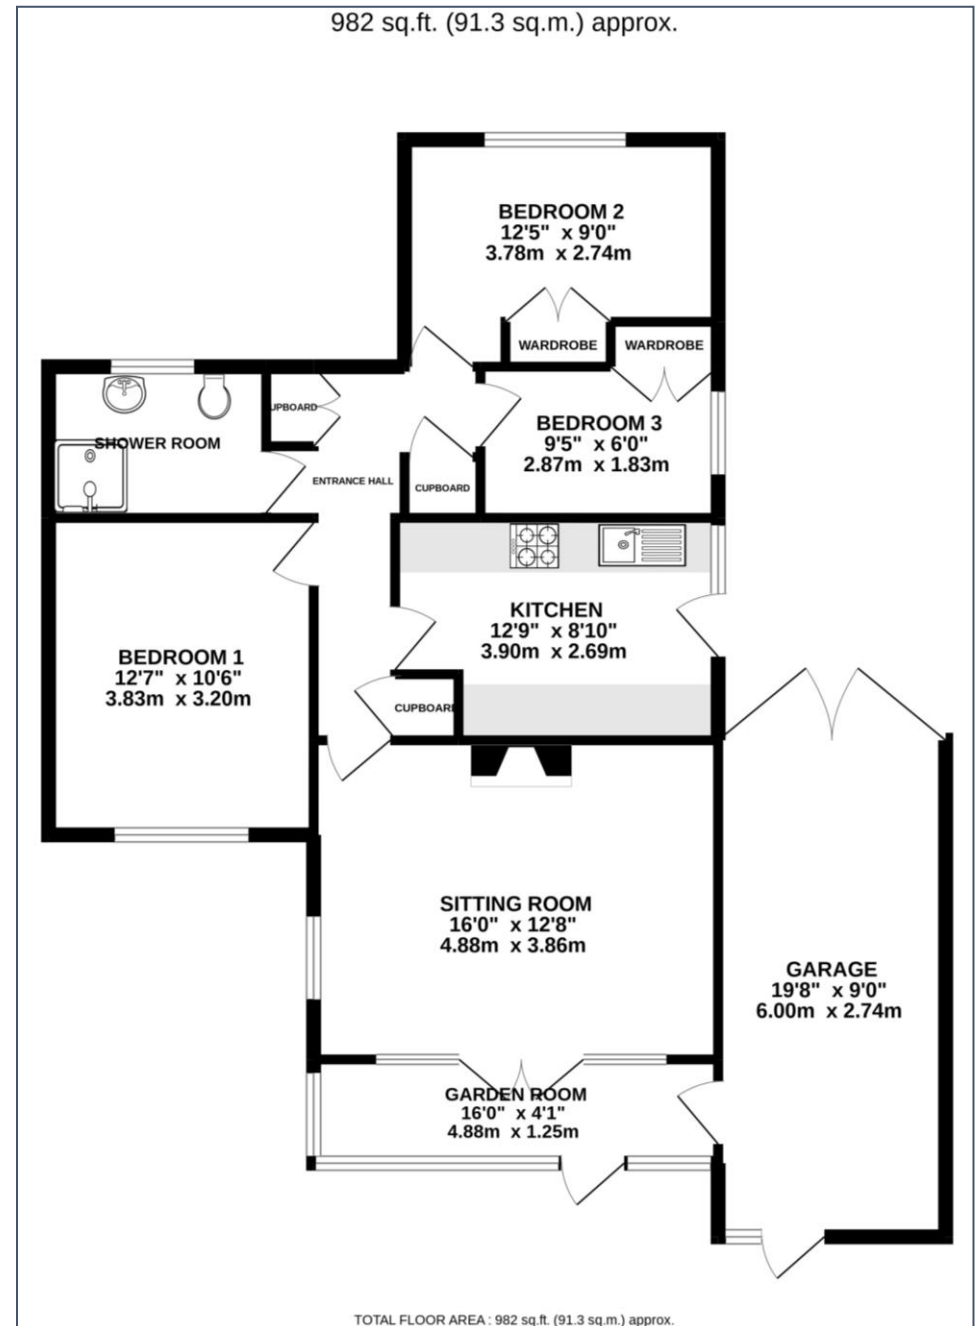 982 sq.ft. (91.3 sq.m.) approx.
BEDROOM 2
12'5" x 9'0"
3.78m x 2.74m
WARDROBE
WARDROBE
UPBOARD
BEDROOM 3
9'5" x 6'0"
2.87m x 1.83m
SHOWER ROOM
ENTRANCE HALL
CUPBOARD
KITCHEN
12'9" x 8'10"
3.90m x 2.69m
BEDROOM 1
12'7" x 10'6"
3.83m x 3.20m
CUPBOARD
SITTING ROOM
16'0" x 12'8"
4.88m x 3.86m
GARAGE
19'8" x 9'0"
6.00m x 2.74m
GARDEN ROOM
16'0" x 4'1"
4.88m x 1.25m
TOTAL FLOOR AREA : 982 sq.ft. (91.3 sq.m.) approx.